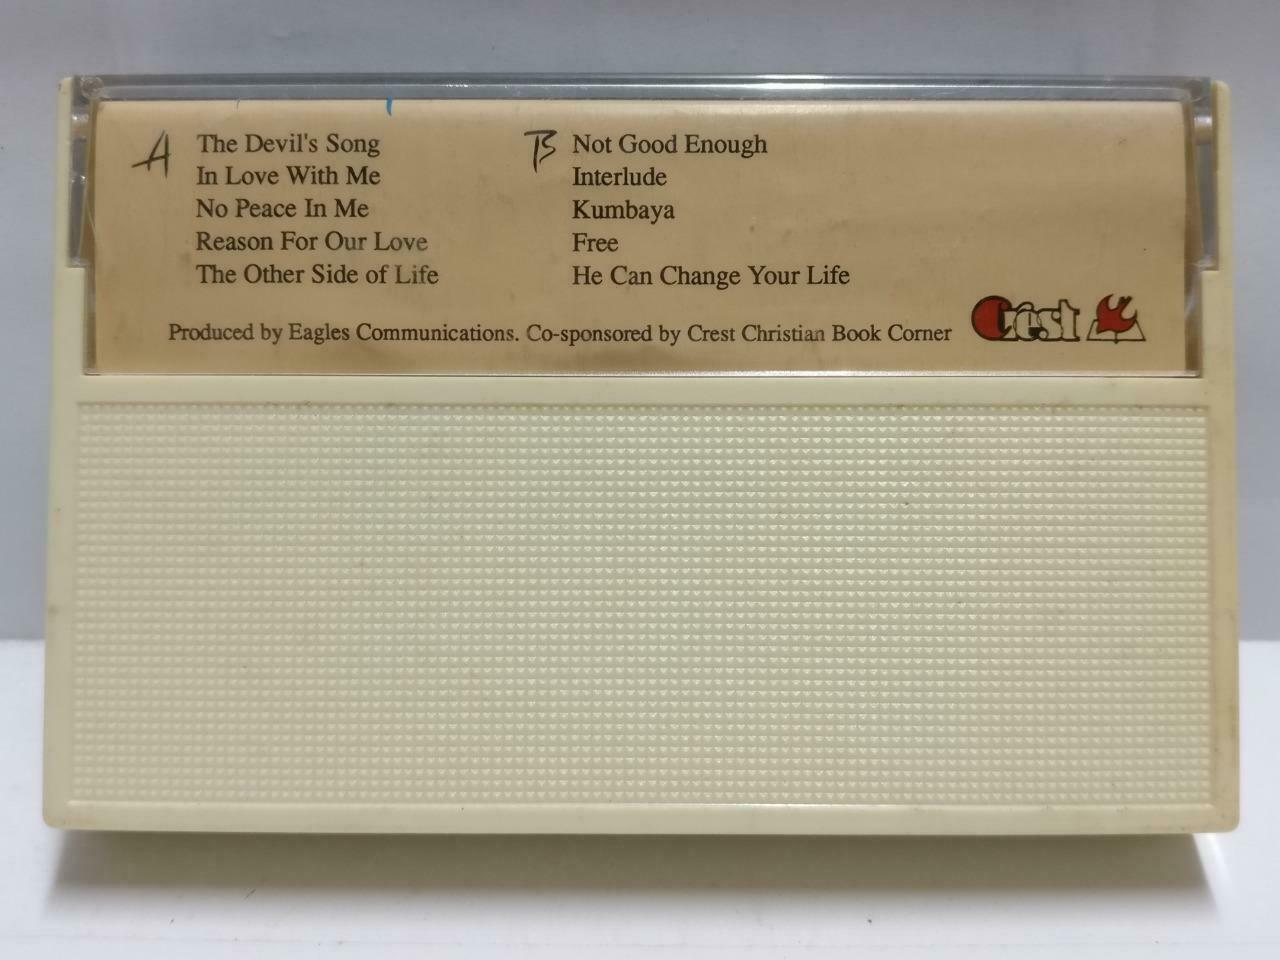 A
The Devil's Song
In Love With Me
No Peace In Me
Reason For Our Love
The Other Side of Life
B
Not Good Enough
Interlude
Kumbaya
Free
He Can Change Your Life
Produced by Eagles Communications. Co-sponsored by Crest Christian Book Corner
Crest